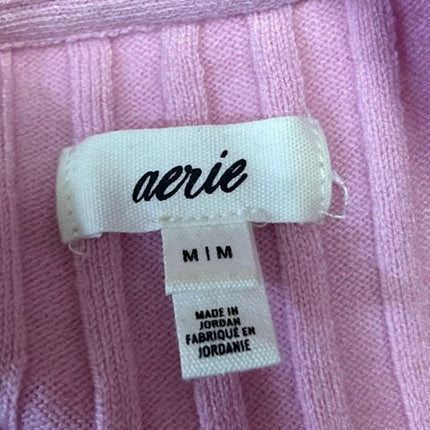 aerie
M | M
MADE IN
JORDAN
FABRIQUÉ EN
JORDANIE